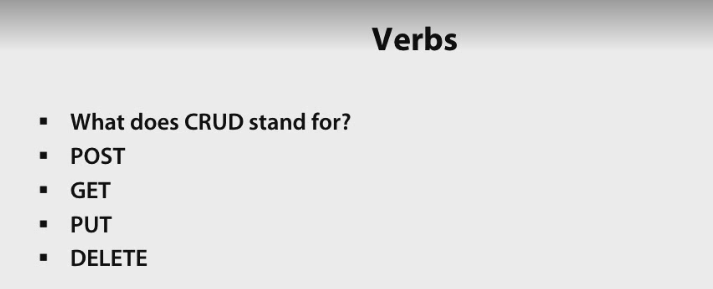 Verbs
▪ What does CRUD stand for?
▪ POST
▪ GET
▪ PUT
▪ DELETE